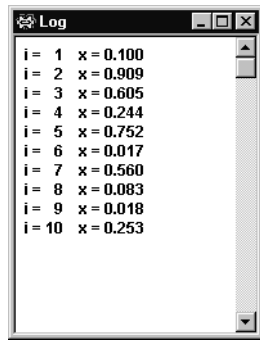 Log
i = 1 x = 0.100
i = 2 x = 0.909
i = 3 x = 0.605
i = 4 x = 0.244
i = 5 x = 0.752
i = 6 x = 0.017
i = 7 x = 0.560
i = 8 x = 0.083
i = 9 x = 0.018
i = 10 x = 0.253